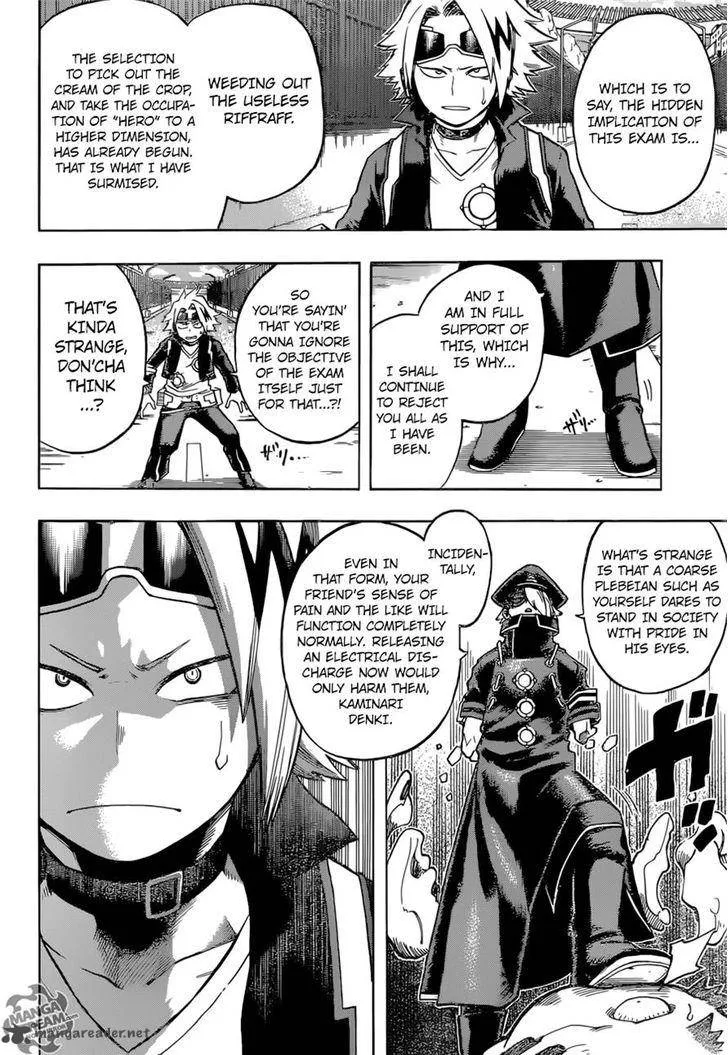 WHICH IS TO
SAY, THE HIDDEN
IMPLICATION OF
THIS EXAM IS...
WEEDING OUT
THE USELESS
RIFFRAFF.
THE SELECTION
TO PICK OUT THE
CREAM OF THE CROP,
AND TAKE THE OCCUPA-
TION OF "HERO" TO A
HIGHER DIMENSION,
HAS ALREADY BEGUN.
THAT IS WHAT I HAVE
SURMISED.
AND I
AM IN FULL
SUPPORT OF
THIS, WHICH
IS WHY...
I SHALL
CONTINUE
TO REJECT
YOU ALL AS
I HAVE
BEEN.
ザリ...
SO
YOU'RE SAYIN'
THAT YOU'RE
GONNA IGNORE
THE OBJECTIVE
OF THE EXAM
ITSELF JUST
FOR THAT...?!
THAT'S
KINDA
STRANGE,
DON'CHA
THINK
...?
ザリ...
WHAT'S STRANGE
IS THAT A COARSE
PLEBEIAN SUCH AS
YOURSELF DARES TO
STAND IN SOCIETY
WITH PRIDE IN
HIS EYES.
ガッ
INCIDEN-
TALLY,
EVEN IN
THAT FORM, YOUR
FRIEND'S SENSE OF
PAIN AND THE LIKE WILL
FUNCTION COMPLETELY
NORMALLY. RELEASING
AN ELECTRICAL DIS-
CHARGE NOW WOULD
ONLY HARM THEM,
KAMINARI
DENKI.
MANGA
TEAM
mangareader.net